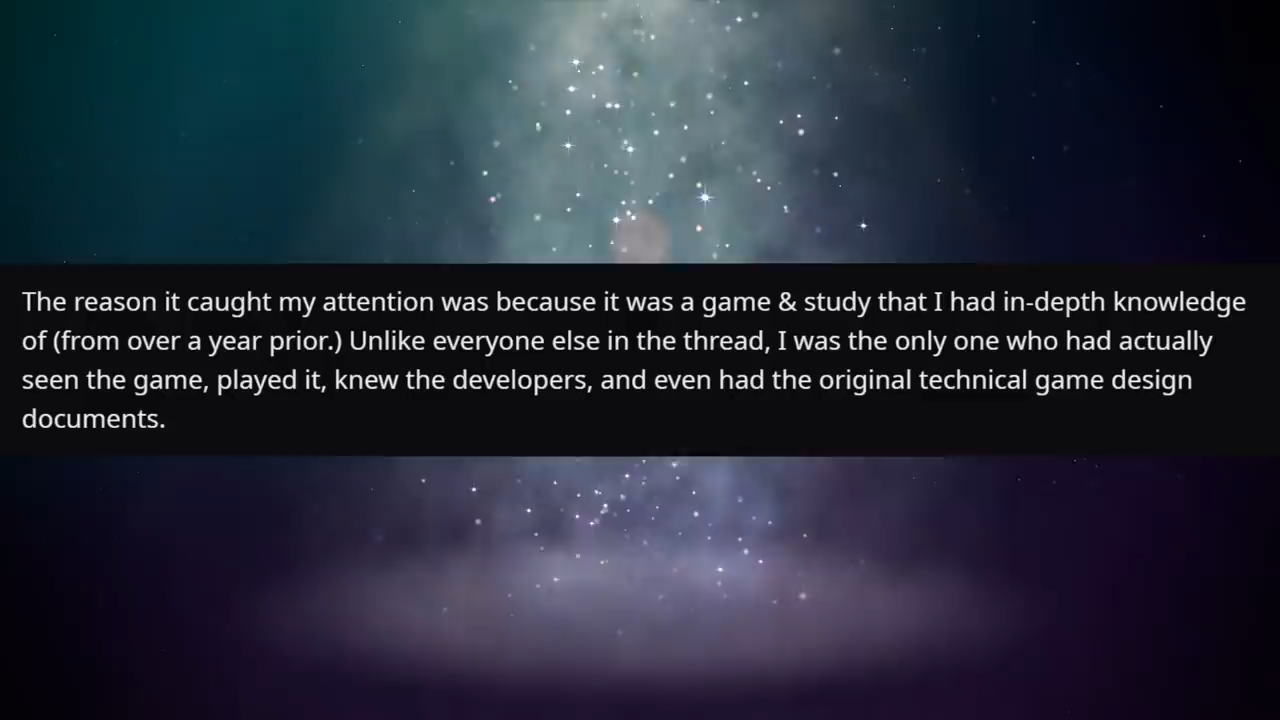 The reason it caught my attention was because it was a game & study that I had in-depth knowledge
of (from over a year prior.) Unlike everyone else in the thread, I was the only one who had actually
seen the game, played it, knew the developers, and even had the original technical game design
documents.